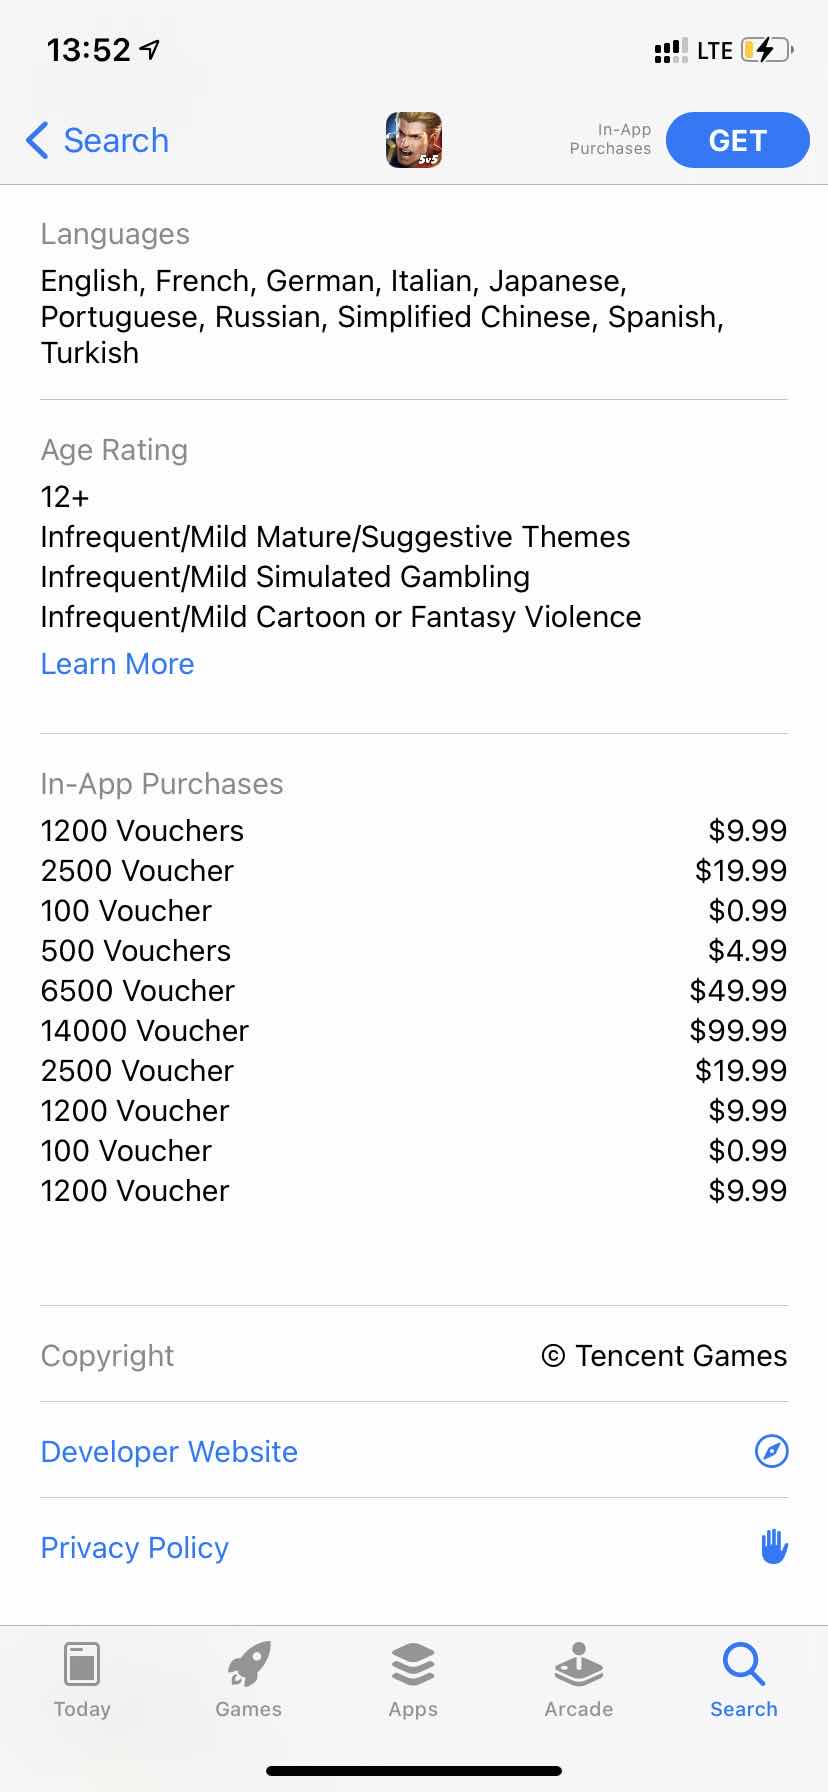 13:52 LTE
Search In-App Purchases GET
5v5
Languages
English, French, German, Italian, Japanese,
Portuguese, Russian, Simplified Chinese, Spanish,
Turkish
Age Rating
12+
Infrequent/Mild Mature/Suggestive Themes
Infrequent/Mild Simulated Gambling
Infrequent/Mild Cartoon or Fantasy Violence
Learn More
In-App Purchases
1200 Vouchers $9.99
2500 Voucher $19.99
100 Voucher $0.99
500 Vouchers $4.99
6500 Voucher $49.99
14000 Voucher $99.99
2500 Voucher $19.99
1200 Voucher $9.99
100 Voucher $0.99
1200 Voucher $9.99
Copyright © Tencent Games
Developer Website
Privacy Policy
Today Games Apps Arcade Search